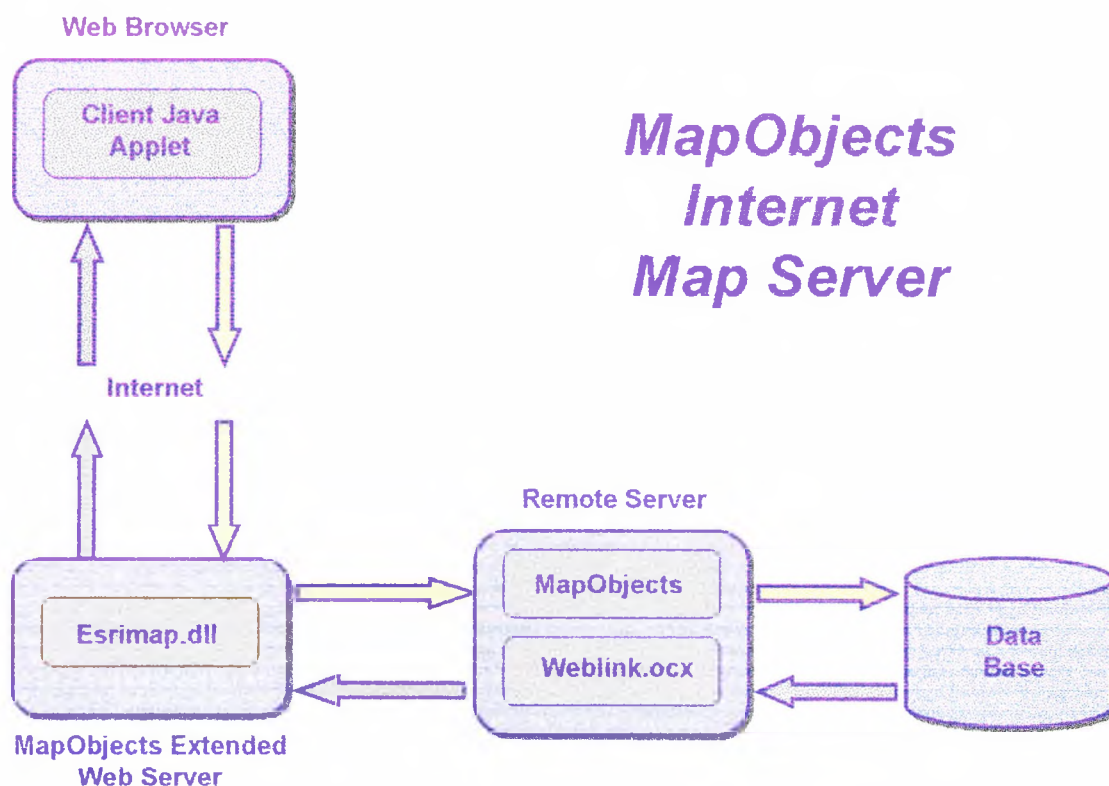 Web Browser
Client Java
Applet
MapObjects
Internet
Map Server
Internet
Remote Server
MapObjects
Weblink.ocx
Esrimap.dll
Data
Base
MapObjects Extended
Web Server